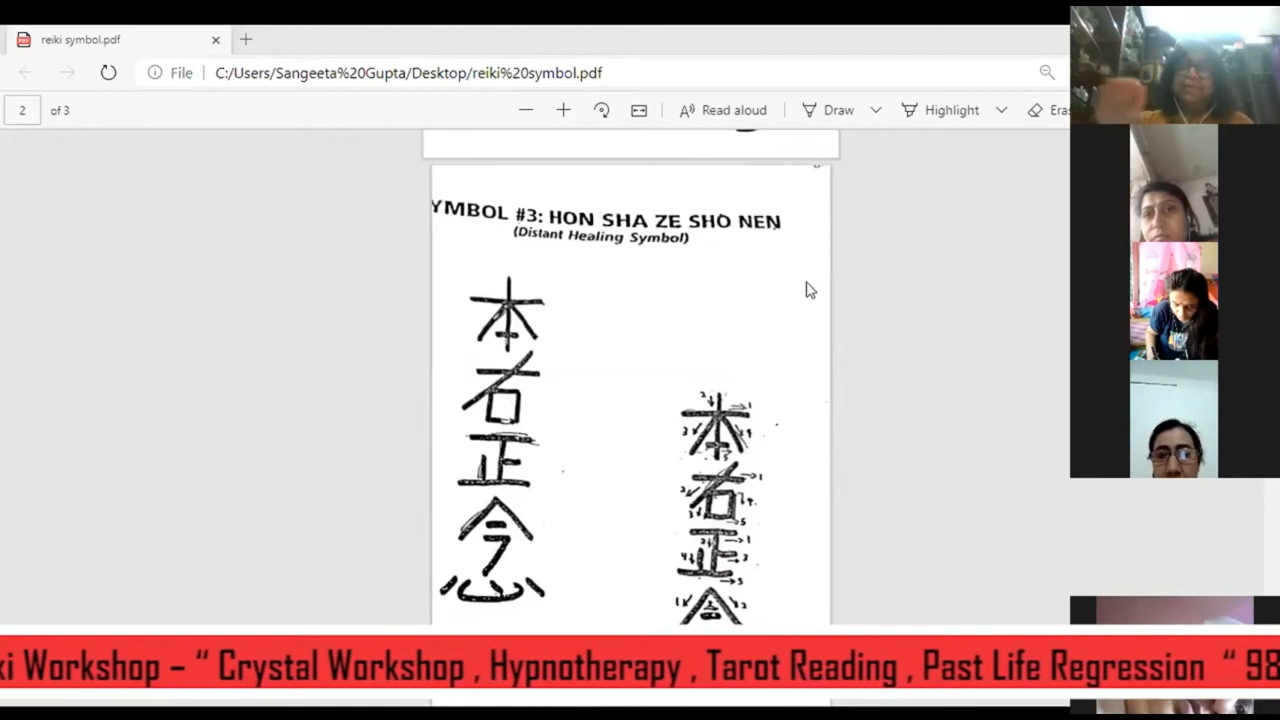 reiki symbol.pdf
File C:/Users/Sangeeta%20Gupta/Desktop/reiki%20symbol.pdf
2 of 3 Read aloud Draw Highlight Eras
YMBOL #3: HON SHA ZE SHO NEN
(Distant Healing Symbol)
本
右
正
念
本
右
正
ki Workshop – “ Crystal Workshop , Hypnotherapy , Tarot Reading , Past Life Regression “ 98